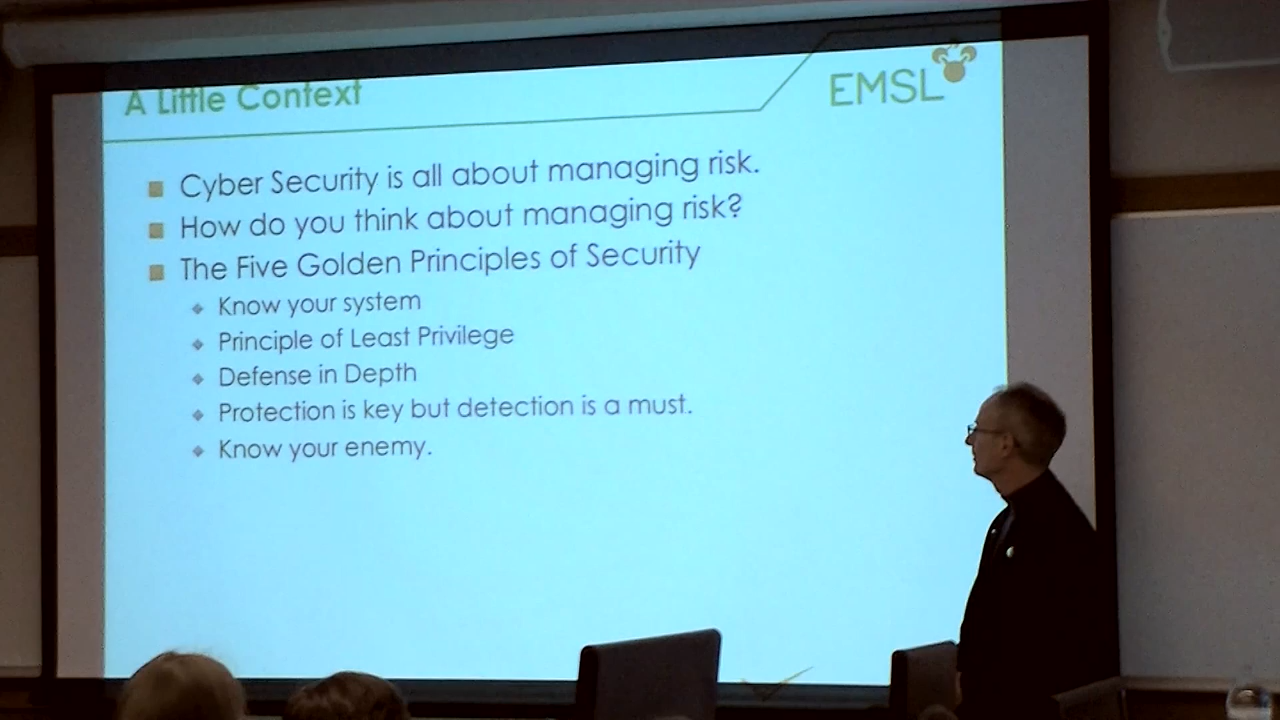 A Little Context
EMSL
Cyber Security is all about managing risk.
How do you think about managing risk?
The Five Golden Principles of Security
Know your system
Principle of Least Privilege
Defense in Depth
Protection is key but detection is a must.
Know your enemy.